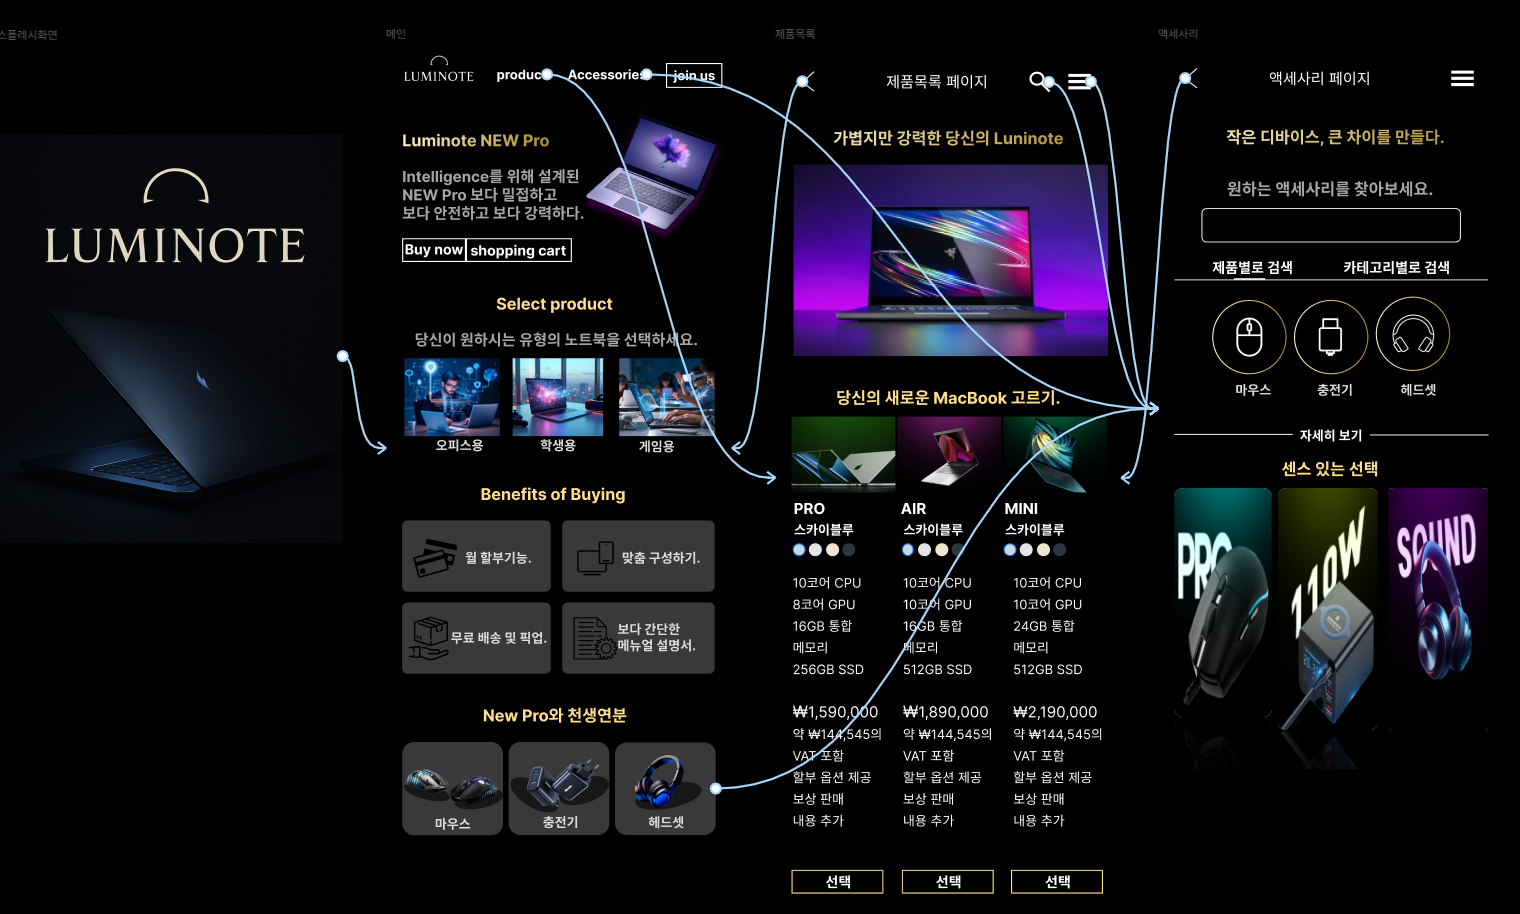 스플레시화면
메인
제품목록
액세사리
LUMINOTE
LUMINOTE
product
Accessories
join us
Luminote NEW Pro
Intelligence를 위해 설계된
NEW Pro 보다 밀접하고
보다 안전하고 보다 강력하다.
Buy now
shopping cart
Select product
당신이 원하시는 유형의 노트북을 선택하세요.
오피스용
학생용
게임용
Benefits of Buying
월 할부기능.
맞춤 구성하기.
무료 배송 및 픽업.
보다 간단한
메뉴얼 설명서.
New Pro와 천생연분
마우스
충전기
헤드셋
제품목록 페이지
가볍지만 강력한 당신의 Luninote
당신의 새로운 MacBook 고르기.
PRO
스카이블루
10코어 CPU
8코어 GPU
16GB 통합
메모리
256GB SSD
₩1,590,000
약 ₩144,545의
VAT 포함
할부 옵션 제공
보상 판매
내용 추가
선택
AIR
스카이블루
10코어 CPU
10코어 GPU
16GB 통합
메모리
512GB SSD
₩1,890,000
약 ₩144,545의
VAT 포함
할부 옵션 제공
보상 판매
내용 추가
선택
MINI
스카이블루
10코어 CPU
10코어 GPU
24GB 통합
메모리
512GB SSD
₩2,190,000
약 ₩144,545의
VAT 포함
할부 옵션 제공
보상 판매
내용 추가
선택
액세사리 페이지
작은 디바이스, 큰 차이를 만들다.
원하는 액세사리를 찾아보세요.
제품별로 검색
카테고리별로 검색
마우스
충전기
헤드셋
자세히 보기
센스 있는 선택
PRO
110W
SOUND